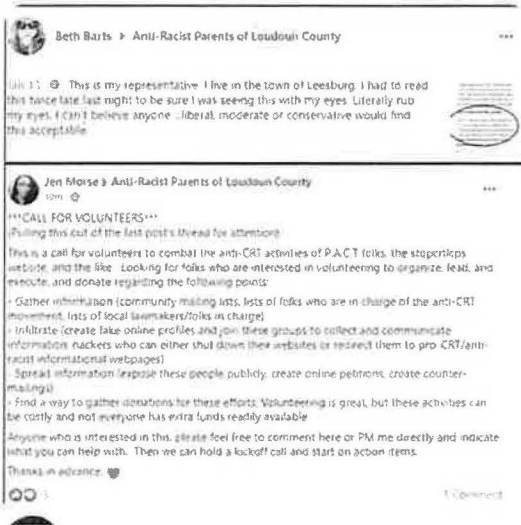 Beth Barts > Anti-Racist Parents of Loudoun County
This is my representative. I live in the town of Leesburg. I had to read
this twice late last night to be sure I was seeing this with my eyes. Literally rub
my eyes. I can't believe anyone liberal, moderate or conservative would find
this acceptable
Jen Morse > Anti-Racist Parents of Loudoun County
***CALL FOR VOLUNTEERS***
(Pulling this out of the last post's thread for attention)
This is a call for volunteers to combat the anti-CRT activities of P.A.C.T folks, the stopcrtlcps
website, and the like. Looking for folks who are interested in volunteering to organize, lead, and
execute, and donate regarding the following points:
- Gather information (community mailing lists, lists of folks who are in charge of the anti-CRT
movement, lists of local lawmakers/folks in charge)
- Infiltrate (create fake online profiles and join these groups to collect and communicate
information, hackers who can either shut down their websites or redirect them to pro-CRT/anti-
racist informational webpages)
- Spread information (expose these people publicly, create online petitions, create counter-
mailings)
- Find a way to gather donations for these efforts. Volunteering is great, but these activities can
be costly and not everyone has extra funds readily available
Anyone who is interested in this, please feel free to comment here or PM me directly and indicate
what you can help with. Then we can hold a kickoff call and start on action items.
Thanks in advance.
3
1 Comment